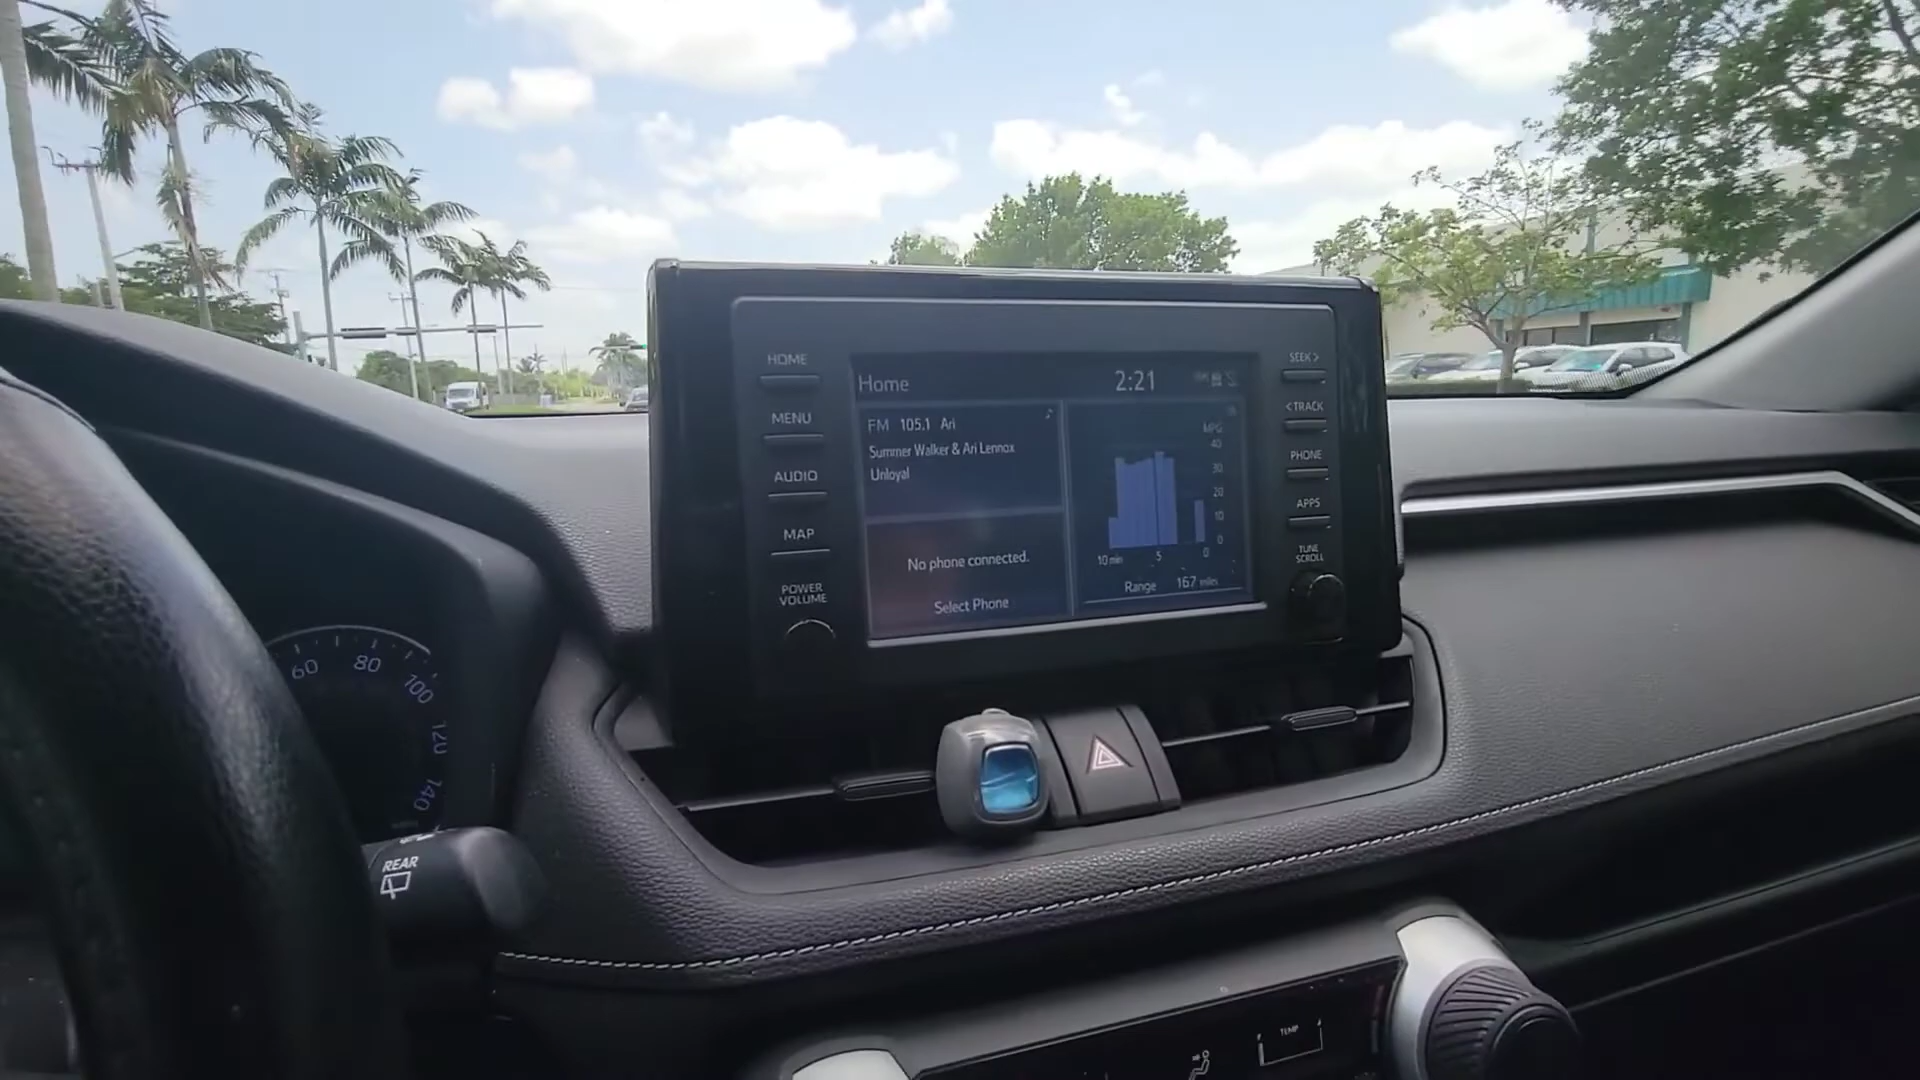 HOME
MENU
AUDIO
MAP
POWER
VOLUME
Home
2:21
FM 105.1 Ari
Summer Walker & Ari Lennox
Unloyal
No phone connected.
Select Phone
MPG
40
30
20
10
0
10 min 5 0
Range 167 miles
SEEK >
< TRACK
PHONE
APPS
TUNE
SCROLL
60
80
100
120
140
REAR
TEMP